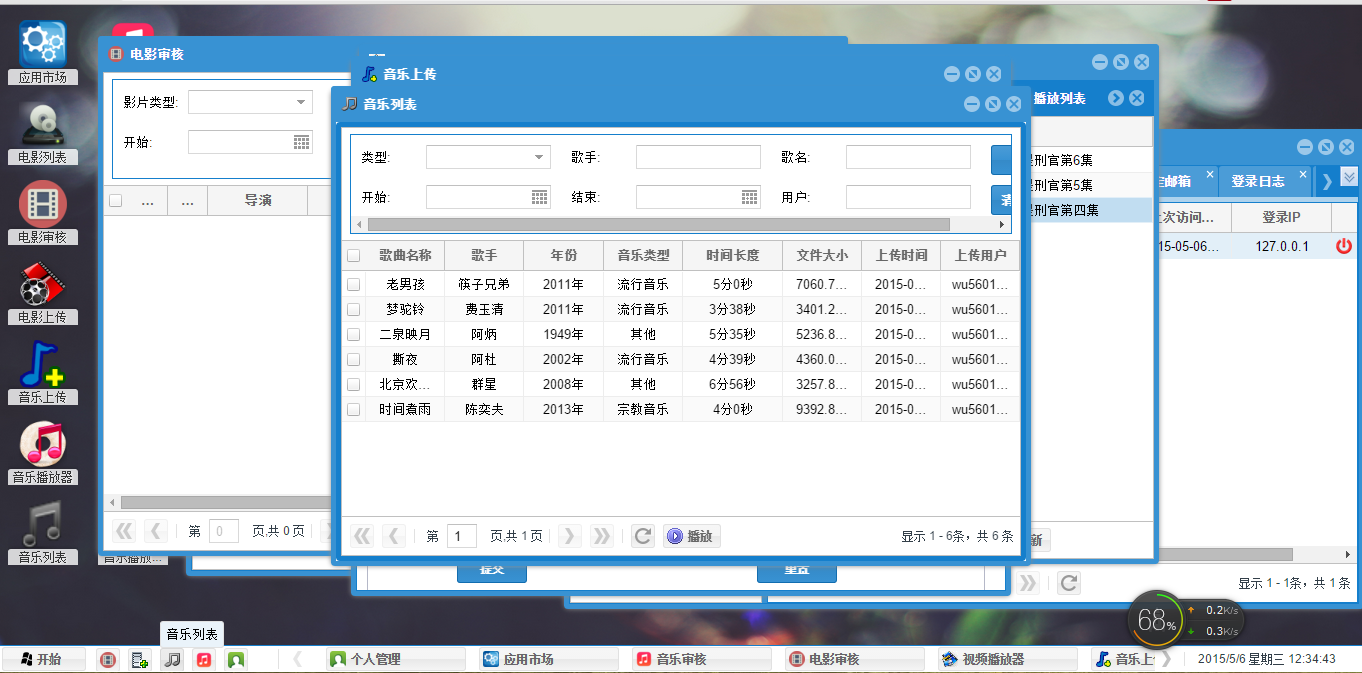 应用市场
电影列表
电影审核
电影上传
音乐上传
音乐播放器
音乐列表
音乐播放...
电影审核
影片类型:
开始:
... ... 导演
第 0 页,共 0 页
音乐上传
提交 重置
音乐列表
类型: 歌手: 歌名:
开始: 结束: 用户:
歌曲名称 歌手 年份 音乐类型 时间长度 文件大小 上传时间 上传用户
老男孩 筷子兄弟 2011年 流行音乐 5分0秒 7060.7... 2015-0... wu5601...
梦驼铃 费玉清 2011年 流行音乐 3分38秒 3401.2... 2015-0... wu5601...
二泉映月 阿炳 1949年 其他 5分35秒 5236.8... 2015-0... wu5601...
撕夜 阿杜 2002年 流行音乐 4分39秒 4360.0... 2015-0... wu5601...
北京欢... 群星 2008年 其他 6分56秒 3257.8... 2015-0... wu5601...
时间煮雨 陈奕夫 2013年 宗教音乐 4分0秒 9392.8... 2015-0... wu5601...
第 1 页,共 1 页 播放 显示 1 - 6条，共 6 条
播放列表
刑官第6集
刑官第5集
刑官第四集
新
邮箱 登录日志
次访问... 登录IP
15-05-06... 127.0.0.1
显示 1 - 1条，共 1 条
68%
0.2K/s
0.3K/s
音乐列表
开始 个人管理 应用市场 音乐审核 电影审核 视频播放器 音乐上 2015/5/6 星期三 12:34:43